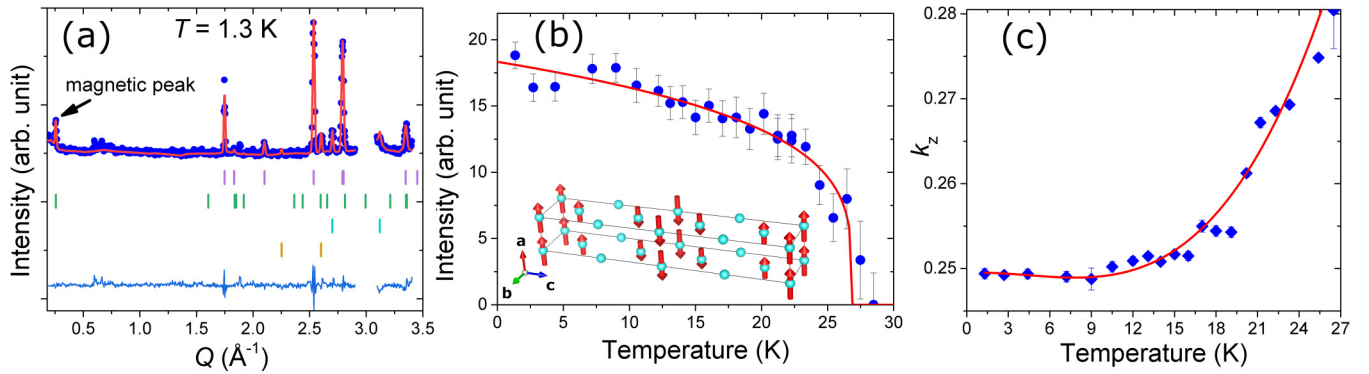 (a)
T = 1.3 K
magnetic peak
Intensity (arb. unit)
0.5 1.0 1.5 2.0 2.5 3.0 3.5
Q (Å⁻¹)
(b)
Intensity (arb. unit)
20
15
10
5
0
a
b
c
0 5 10 15 20 25 30
Temperature (K)
(c)
k_z
0.28
0.27
0.26
0.25
0 3 6 9 12 15 18 21 24 27
Temperature (K)